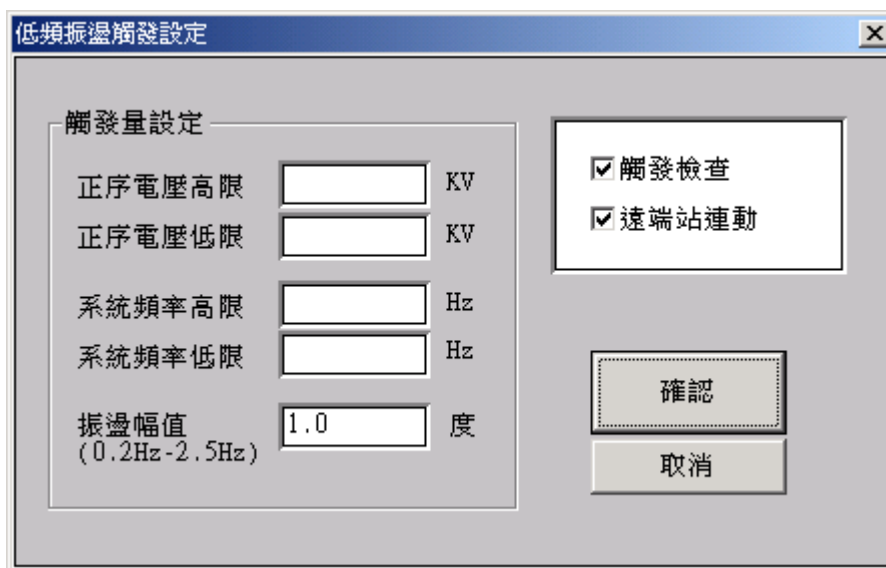 低頻振盪觸發設定
觸發量設定
正序電壓高限 KV
正序電壓低限 KV
系統頻率高限 Hz
系統頻率低限 Hz
振盪幅值 1.0 度
(0.2Hz-2.5Hz)
觸發檢查
遠端站連動
確認
取消